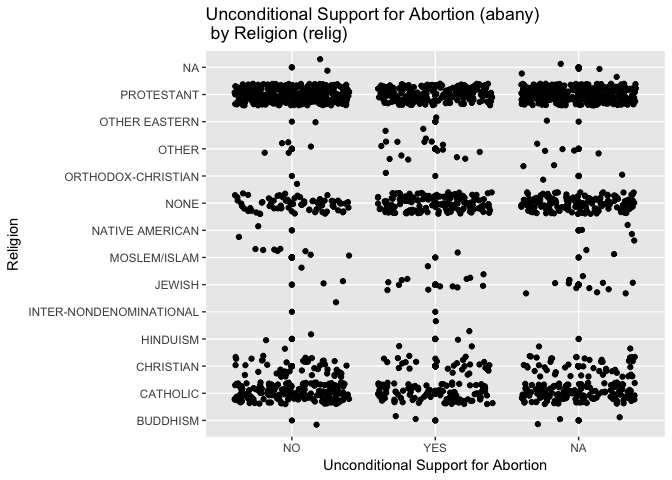 Unconditional Support for Abortion (abany)
by Religion (relig)
Religion
NA
PROTESTANT
OTHER EASTERN
OTHER
ORTHODOX-CHRISTIAN
NONE
NATIVE AMERICAN
MOSLEM/ISLAM
JEWISH
INTER-NONDENOMINATIONAL
HINDUISM
CHRISTIAN
CATHOLIC
BUDDHISM
NO YES NA
Unconditional Support for Abortion